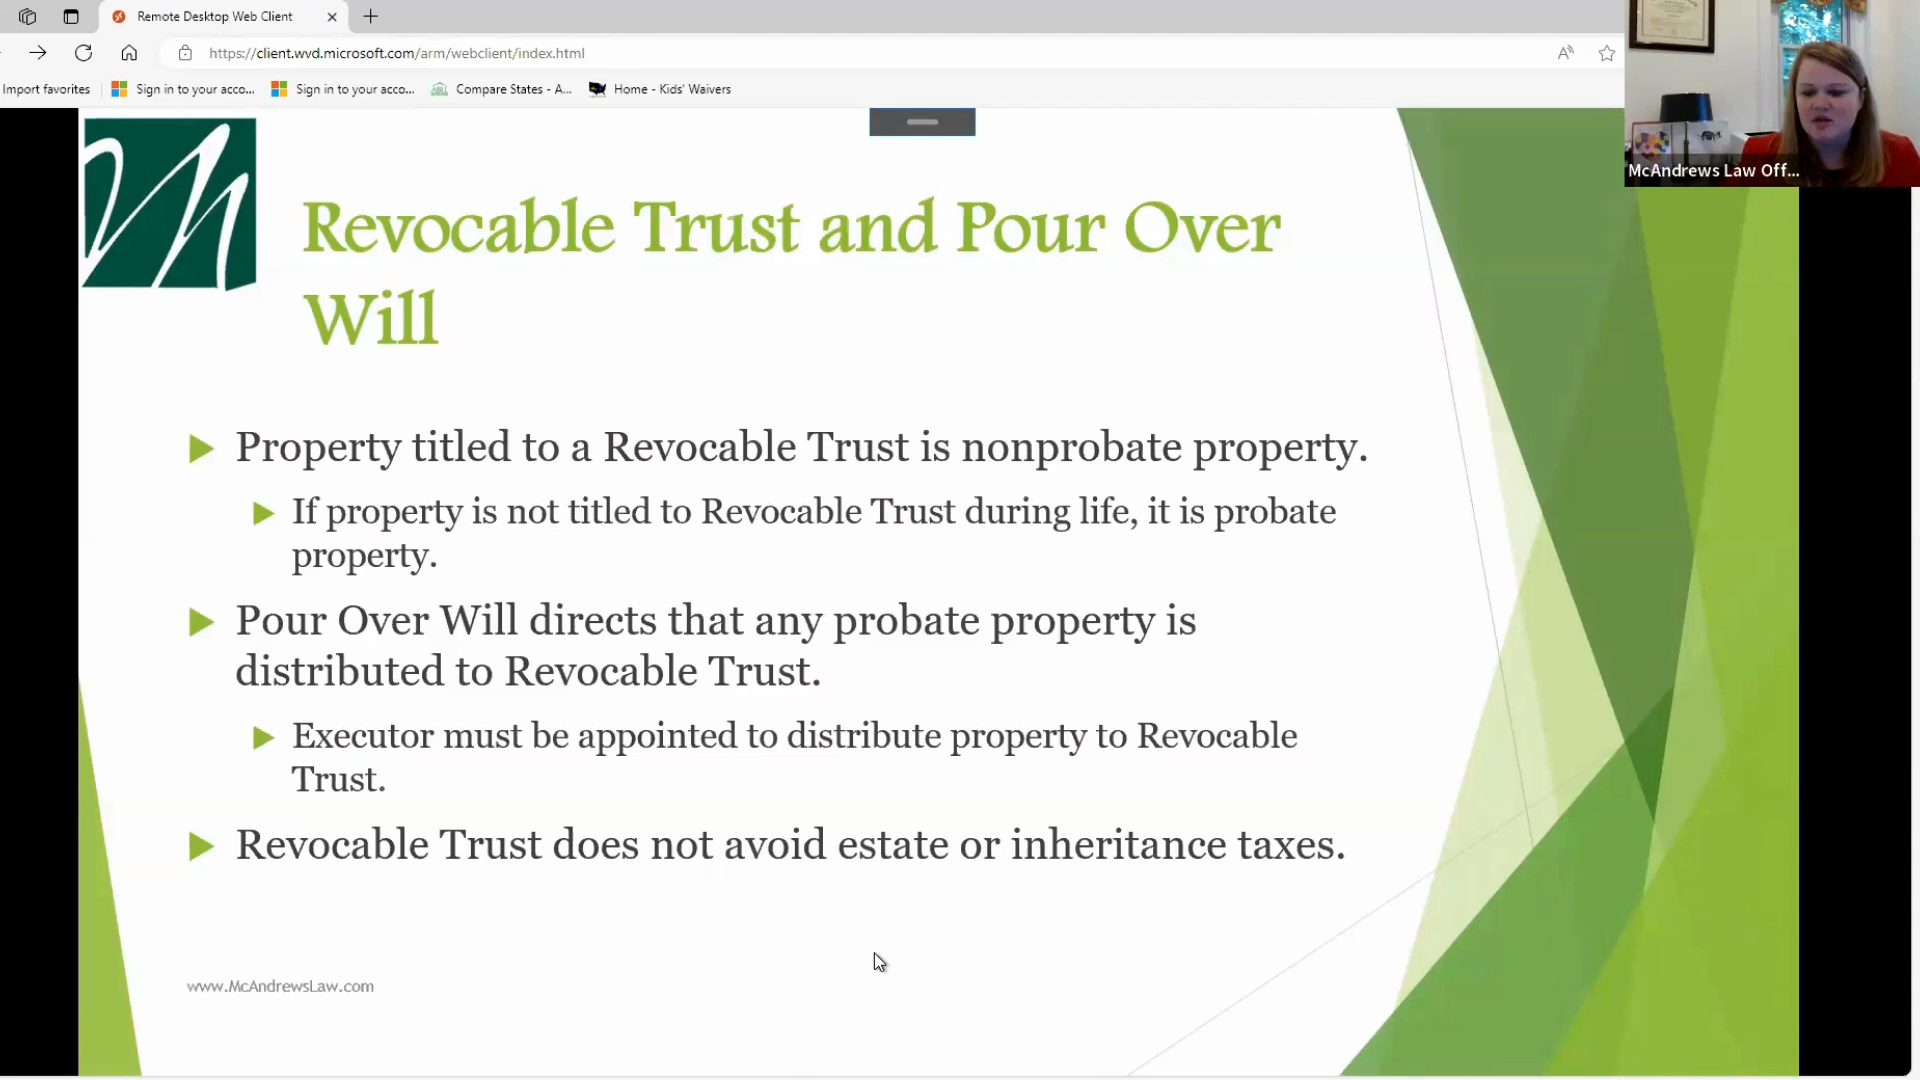 Remote Desktop Web Client
https://client.wvd.microsoft.com/arm/webclient/index.html
Import favorites
Sign in to your acco...
Sign in to your acco...
Compare States - A...
Home - Kids' Waivers
McAndrews Law Off...
Revocable Trust and Pour Over
Will
Property titled to a Revocable Trust is nonprobate property.
If property is not titled to Revocable Trust during life, it is probate
property.
Pour Over Will directs that any probate property is
distributed to Revocable Trust.
Executor must be appointed to distribute property to Revocable
Trust.
Revocable Trust does not avoid estate or inheritance taxes.
www.McAndrewsLaw.com